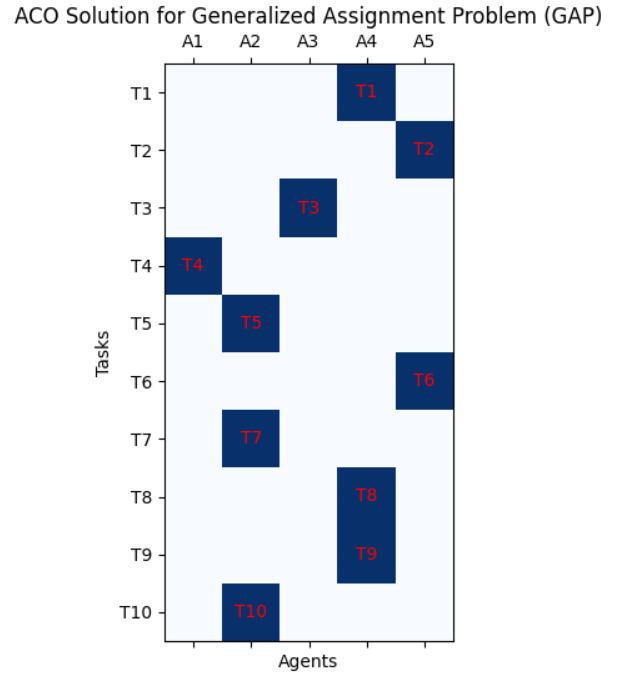 ACO Solution for Generalized Assignment Problem (GAP)
A1 A2 A3 A4 A5
T1 T1
T2 T2
T3 T3
T4 T4
T5 T5
T6 T6
T7 T7
T8 T8
T9 T9
T10 T10
Tasks
Agents